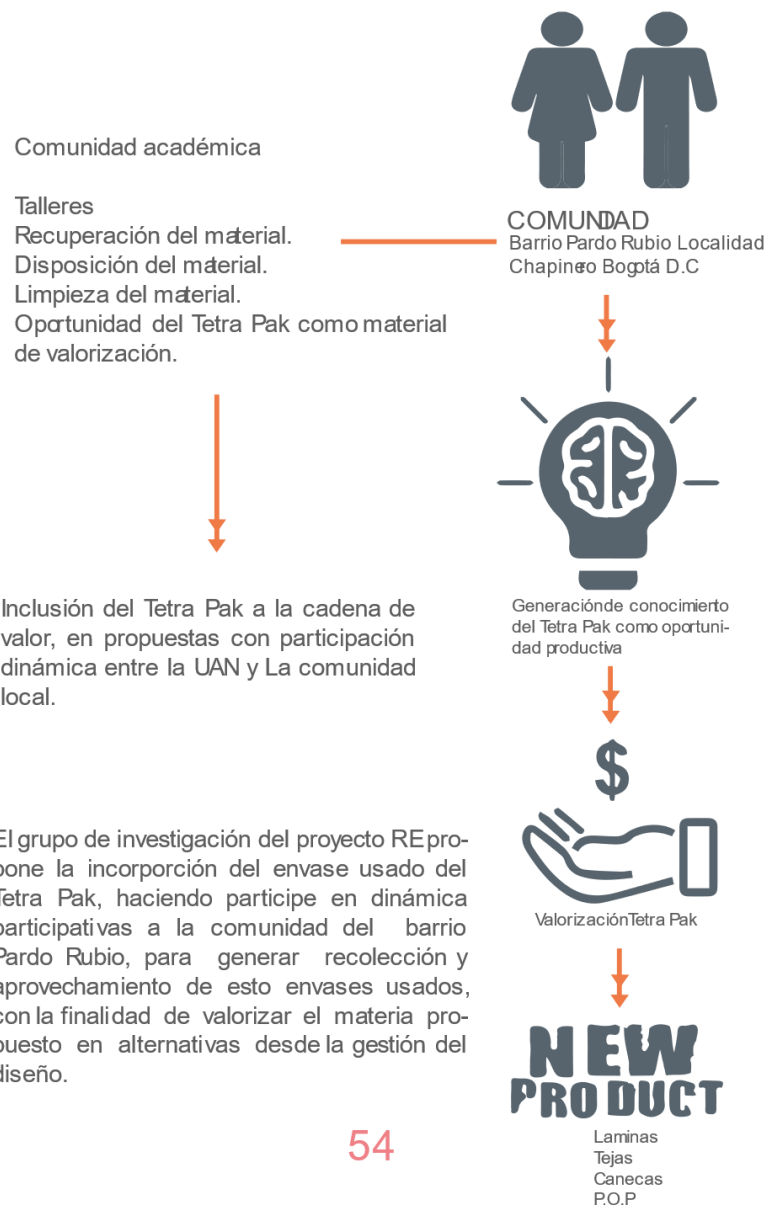 Comunidad académica
Talleres
Recuperación del material.
Disposición del material.
Limpieza del material.
Oportunidad del Tetra Pak como material
de valorización.
COMUNIDAD
Barrio Pardo Rubio Localidad
Chapinero Bogotá D.C
Inclusión del Tetra Pak a la cadena de
valor, en propuestas con participación
dinámica entre la UAN y La comunidad
local.
Generaciónde conocimiento
del Tetra Pak como oportuni-
dad productiva
$
El grupo de investigación del proyecto RE pro-
pone la incorporción del envase usado del
Tetra Pak, haciendo participe en dinámica
participativas a la comunidad del barrio
Pardo Rubio, para generar recolección y
aprovechamiento de esto envases usados,
con la finalidad de valorizar el materia pro-
puesto en alternativas desde la gestión del
diseño.
ValorizaciónTetra Pak
NEW
PRODUCT
Laminas
Tejas
Canecas
P.O.P
54